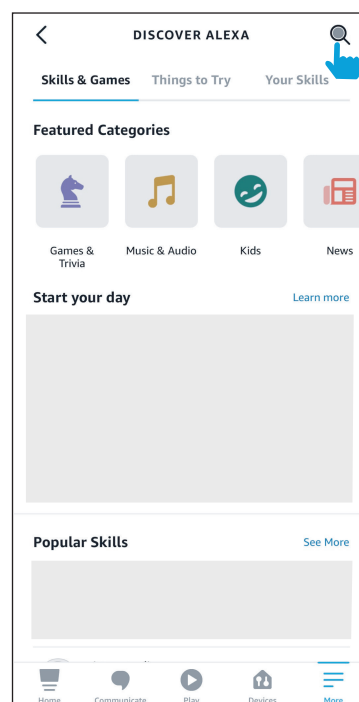 DISCOVER ALEXA
Skills & Games Things to Try Your Skills
Featured Categories
Games &
Trivia
Music & Audio
Kids
News
Start your day Learn more
Popular Skills See More
Home Communicate Play Devices More